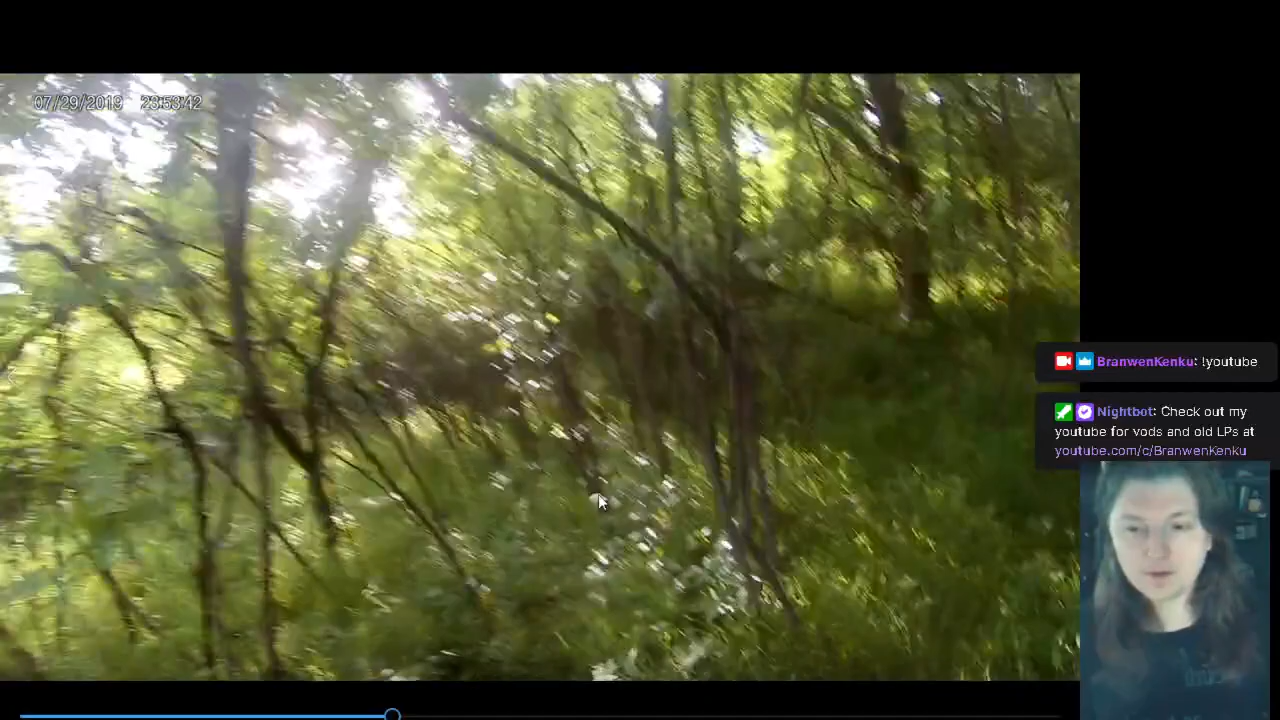 07/29/2019 23:53:42
BranwenKenku: !youtube
Nightbot: Check out my
youtube for vods and old LPs at
youtube.com/c/BranwenKenku